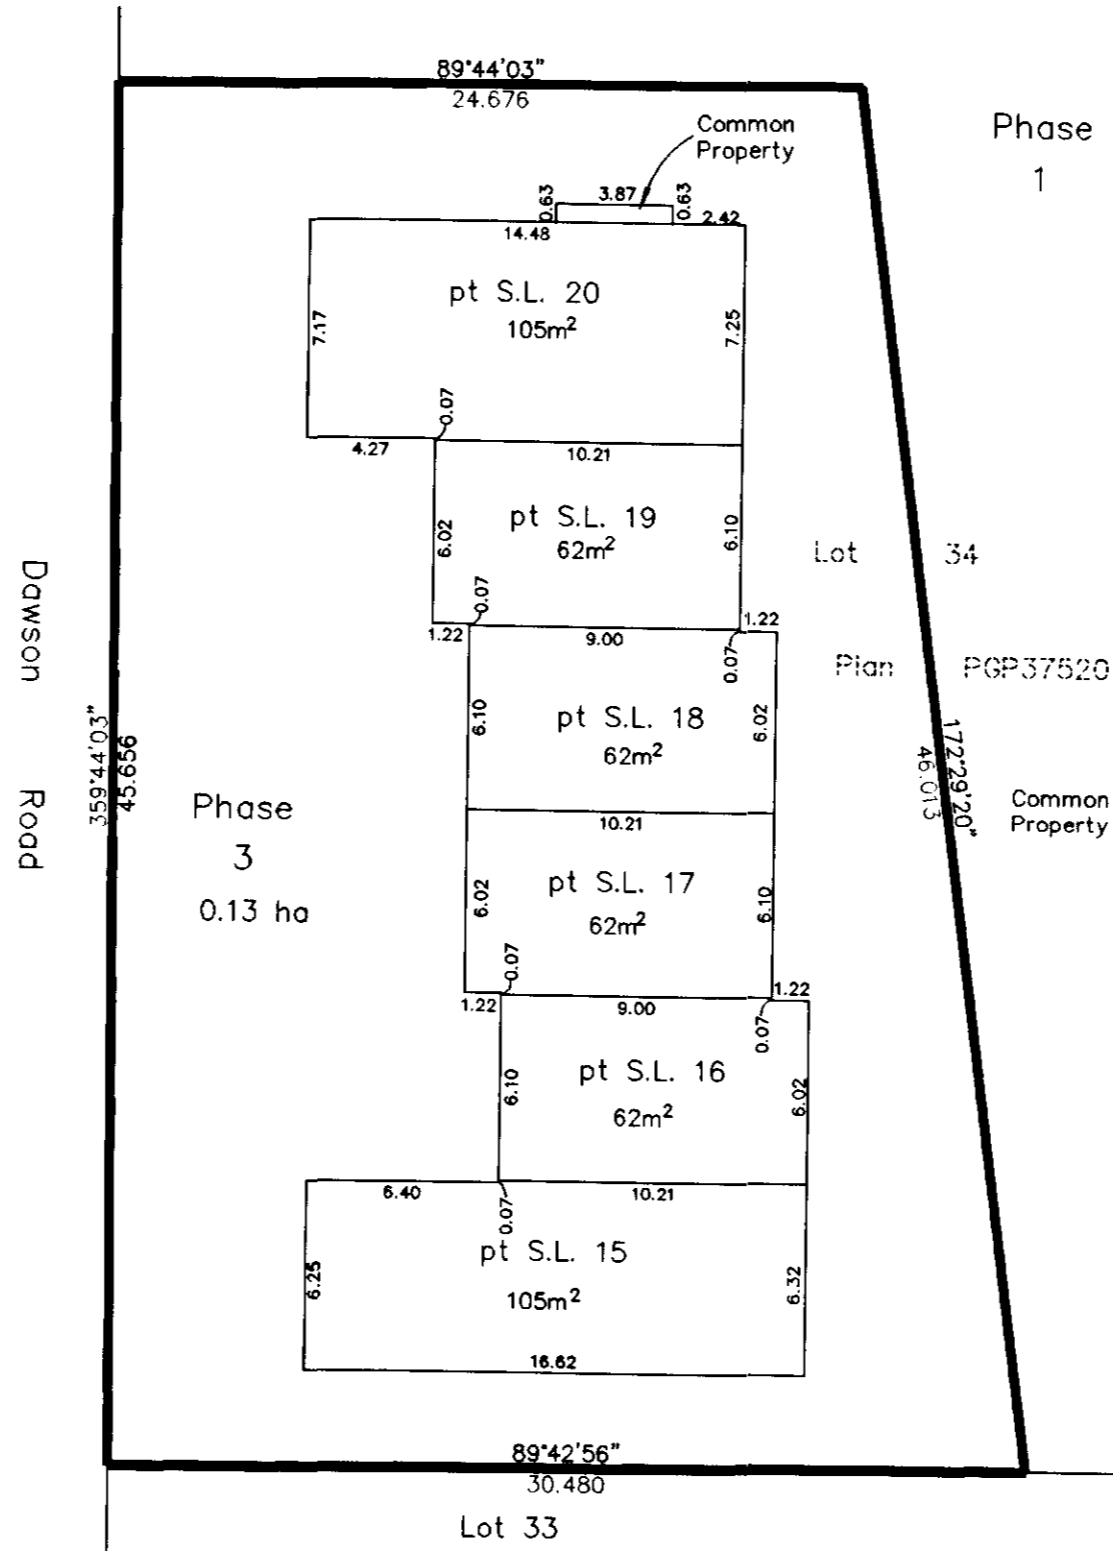 89°44'03"
24.676
Phase
1
Common
Property
0.63
3.87
0.63
2.42
14.48
pt S.L. 20
105m²
7.17
7.25
0.07
4.27
10.21
pt S.L. 19
62m²
6.02
6.10
Lot 34
0.07
1.22
9.00
1.22
0.07
Plan PGP37520
Dawson Road
359°44'03"
45.656
6.10
pt S.L. 18
62m²
6.02
172°29'20"
46.013
Common
Property
Phase
3
0.13 ha
10.21
pt S.L. 17
62m²
6.02
6.10
0.07
1.22
9.00
1.22
0.07
pt S.L. 16
62m²
6.10
6.02
6.40
0.07
10.21
pt S.L. 15
105m²
6.25
6.32
16.62
89°42'56"
30.480
Lot 33